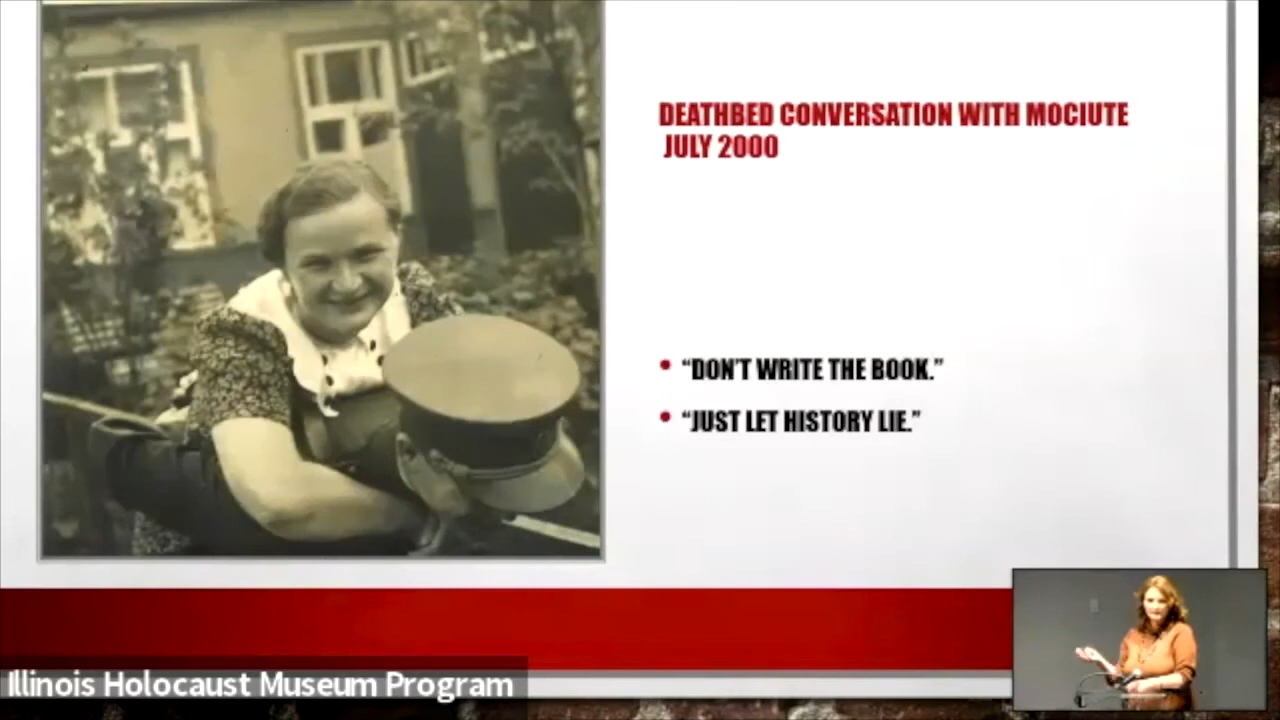 DEATHBED CONVERSATION WITH MOCIUTE
JULY 2000
• “DON’T WRITE THE BOOK.”
• “JUST LET HISTORY LIE.”
Illinois Holocaust Museum Program